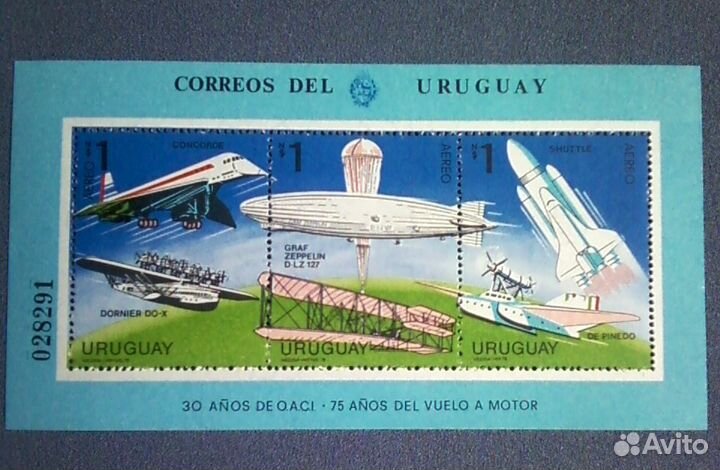 CORREOS DEL URUGUAY
N$ 1
CONCORDE
AEREO
DORNIER DO-X
URUGUAY
N$ 1
AEREO
GRAF
ZEPPELIN
D-LZ 127
URUGUAY
N$ 1
SHUTTLE
AEREO
DE PINEDO
URUGUAY
028291
30 AÑOS DE O.A.C.I. · 75 AÑOS DEL VUELO A MOTOR
Avito